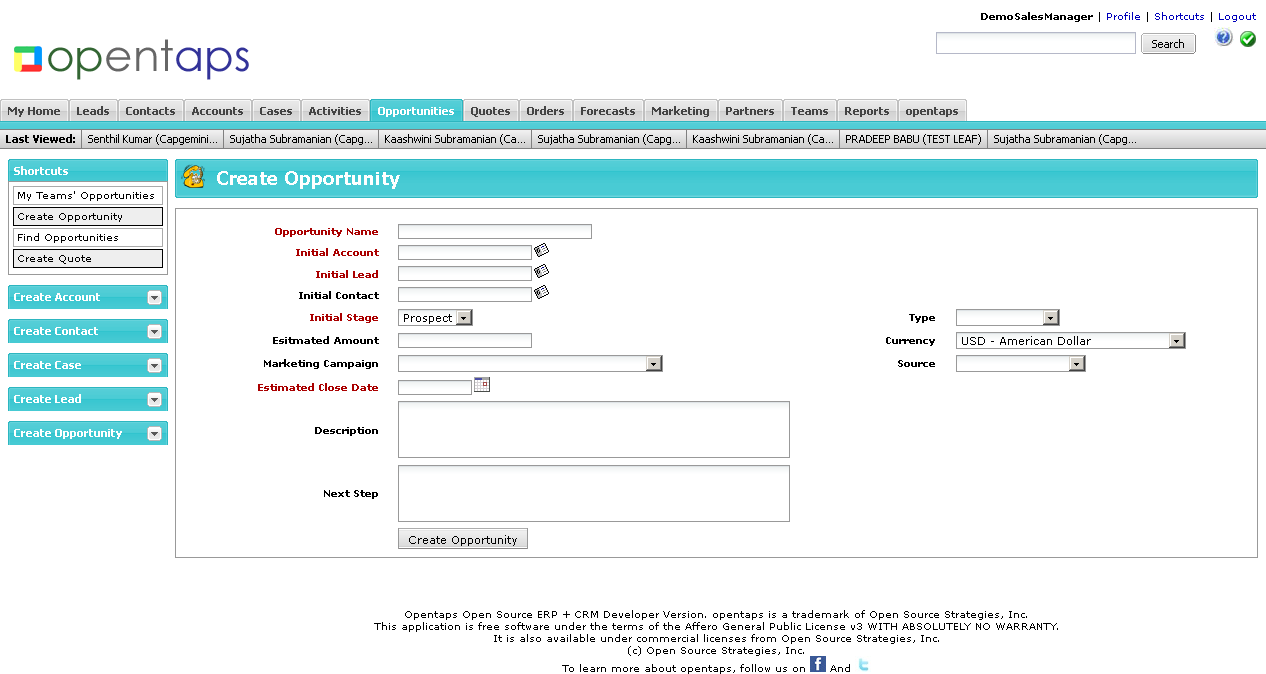 DemoSalesManager | Profile | Shortcuts | Logout
opentaps
Search
My Home Leads Contacts Accounts Cases Activities Opportunities Quotes Orders Forecasts Marketing Partners Teams Reports opentaps
Last Viewed: Senthil Kumar (Capgemini... Sujatha Subramanian (Capg... Kaashwini Subramanian (Ca... Sujatha Subramanian (Capg... Kaashwini Subramanian (Ca... PRADEEP BABU (TEST LEAF) Sujatha Subramanian (Capg...
Shortcuts
My Teams' Opportunities
Create Opportunity
Find Opportunities
Create Quote
Create Account
Create Contact
Create Case
Create Lead
Create Opportunity
Create Opportunity
Opportunity Name
Initial Account
Initial Lead
Initial Contact
Initial Stage Prospect Type
Esitmated Amount Currency USD - American Dollar
Marketing Campaign Source
Estimated Close Date
Description
Next Step
Create Opportunity
Opentaps Open Source ERP + CRM Developer Version. opentaps is a trademark of Open Source Strategies, Inc.
This application is free software under the terms of the Affero General Public License v3 WITH ABSOLUTELY NO WARRANTY.
It is also available under commercial licenses from Open Source Strategies, Inc.
(c) Open Source Strategies, Inc.
To learn more about opentaps, follow us on f And t